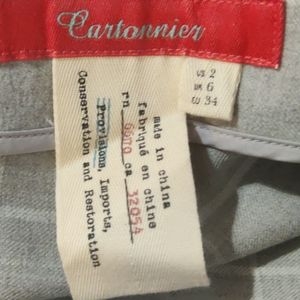 Cartonnier
US 2
UK 6
EU 34
made in china
fabriqué en chine
rn 66170 ca 32054
Provisions, Imports,
Conservation and Restoration